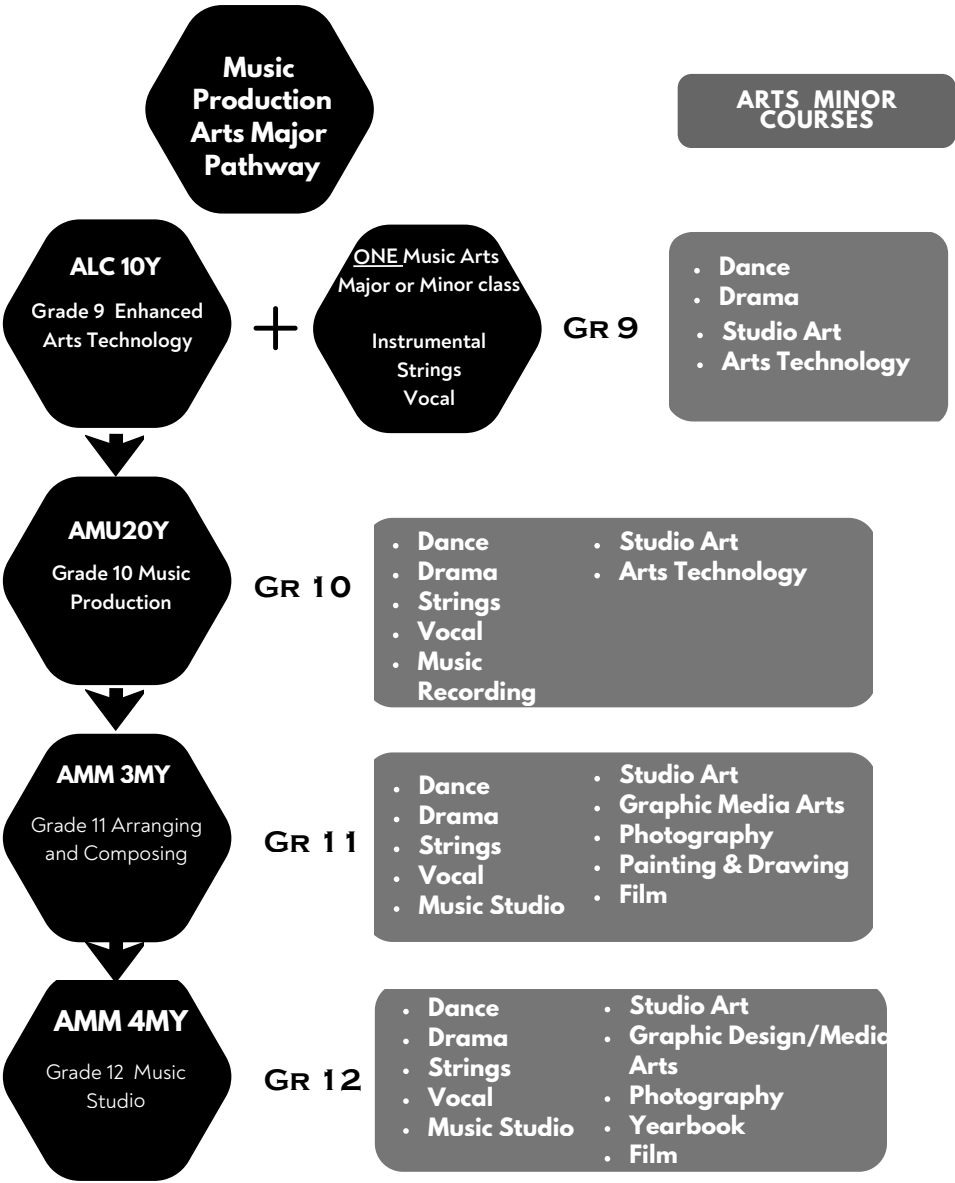 Music
Production
Arts Major
Pathway
ARTS MINOR
COURSES
ALC 10Y
Grade 9 Enhanced
Arts Technology
+
ONE Music Arts
Major or Minor class
Instrumental
Strings
Vocal
GR 9
• Dance
• Drama
• Studio Art
• Arts Technology
AMU20Y
Grade 10 Music
Production
GR 10
• Dance
• Drama
• Strings
• Vocal
• Music
Recording
• Studio Art
• Arts Technology
AMM 3MY
Grade 11 Arranging
and Composing
GR 11
• Dance
• Drama
• Strings
• Vocal
• Music Studio
• Studio Art
• Graphic Media Arts
• Photography
• Painting & Drawing
• Film
AMM 4MY
Grade 12 Music
Studio
GR 12
• Dance
• Drama
• Strings
• Vocal
• Music Studio
• Studio Art
• Graphic Design/Media
Arts
• Photography
• Yearbook
• Film